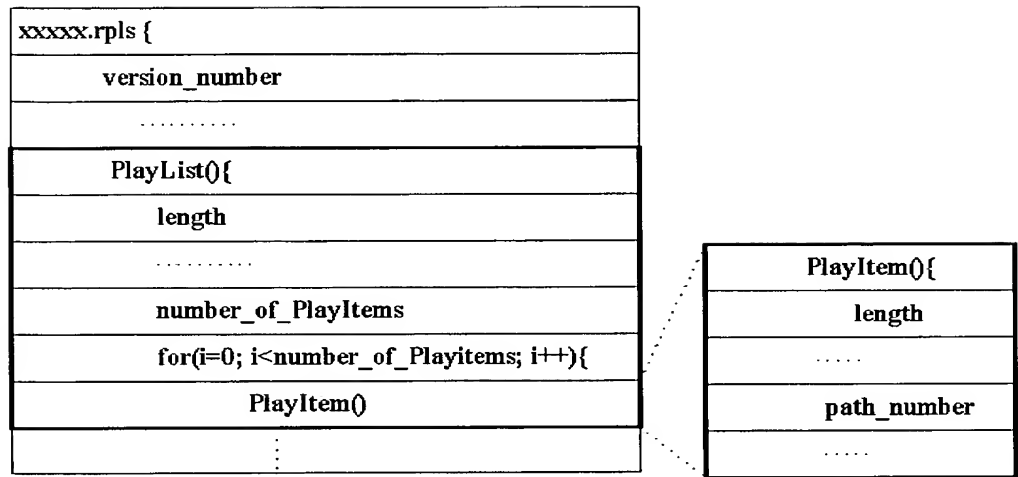 xxxxx.rpls {
version_number
..........
PlayList(){
length
..........
number_of_PlayItems
for(i=0; i<number_of_Playitems; i++){
PlayItem()
PlayItem(){
length
.....
path_number
.....